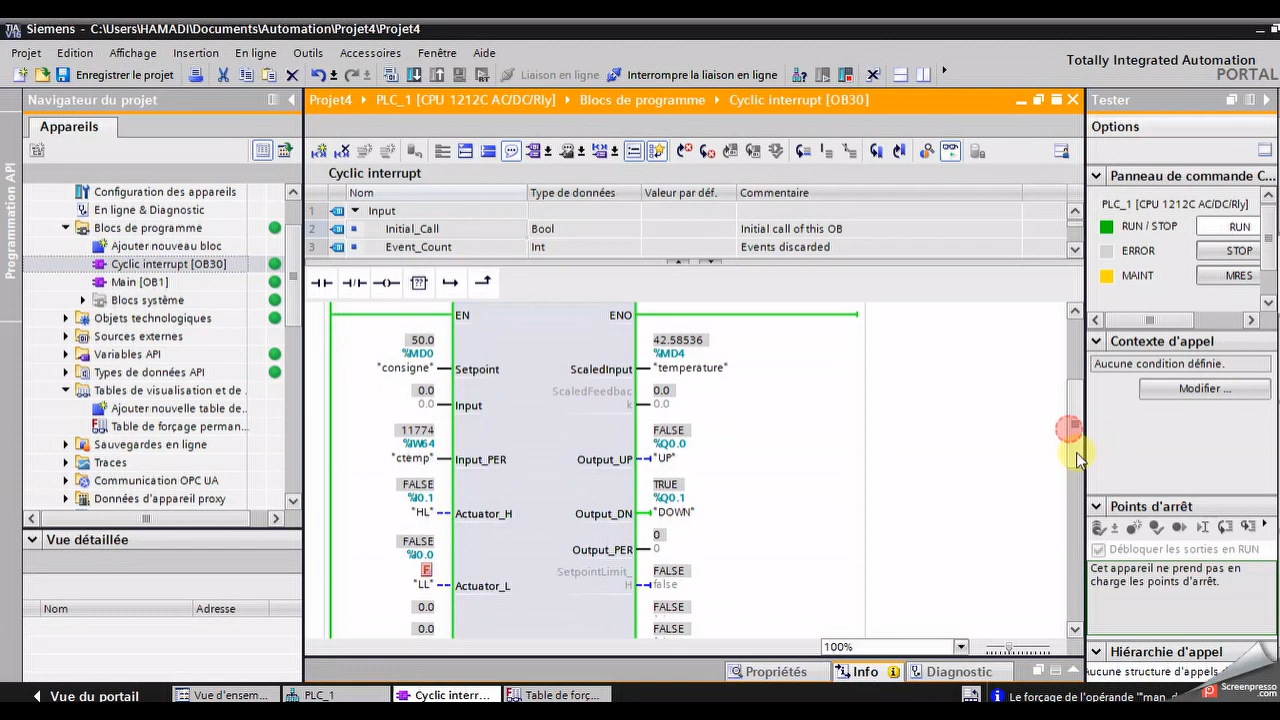 TIA V16 Siemens - C:\Users\HAMADI\Documents\Automation\Projet4\Projet4
Projet Edition Affichage Insertion En ligne Outils Accessoires Fenêtre Aide
Totally Integrated Automation
PORTAL
Enregistrer le projet Liaison en ligne Interrompre la liaison en ligne
Navigateur du projet
Appareils
Programmation API
Configuration des appareils
En ligne & Diagnostic
Blocs de programme
Ajouter nouveau bloc
Cyclic interrupt [OB30]
Main [OB1]
Blocs système
Objets technologiques
Sources externes
Variables API
Types de données API
Tables de visualisation et de
Ajouter nouvelle table de...
Table de forçage perman...
Sauvegardes en ligne
Traces
Communication OPC UA
Données d'appareil proxy
Vue détaillée
Nom Adresse
Projet4 PLC_1 [CPU 1212C AC/DC/Rly] Blocs de programme Cyclic interrupt [OB30]
Cyclic interrupt
Nom Type de données Valeur par déf. Commentaire
1 Input
2 Initial_Call Bool Initial call of this OB
3 Event_Count Int Events discarded
EN ENO
50.0 42.58536
%MD0 %MD4
"consigne" Setpoint ScaledInput "temperature"
0.0 ScaledFeedbac 0.0
0.0 Input k 0.0
11774 FALSE
%IW64 %Q0.0
"ctemp" Input_PER Output_UP "UP"
FALSE TRUE
%I0.1 %Q0.1
"HL" Actuator_H Output_DN "DOWN"
0
Output_PER 0
FALSE
%I0.0
F SetpointLimit_ FALSE
"LL" Actuator_L H false
0.0 FALSE
0.0 FALSE
100%
Propriétés Info Diagnostic
Tester
Options
Panneau de commande C...
PLC_1 [CPU 1212C AC/DC/Rly]
RUN / STOP RUN
ERROR STOP
MAINT MRES
Contexte d'appel
Aucune condition définie.
Modifier ...
Points d'arrêt
Débloquer les sorties en RUN
Cet appareil ne prend pas en
charge les points d'arrêt.
Hiérarchie d'appel
Aucune structure d'appels
Vue du portail Vue d'ensem... PLC_1 Cyclic interr... Table de forç... Le forçage de l'opérande '"man_
Screenpresso
.com